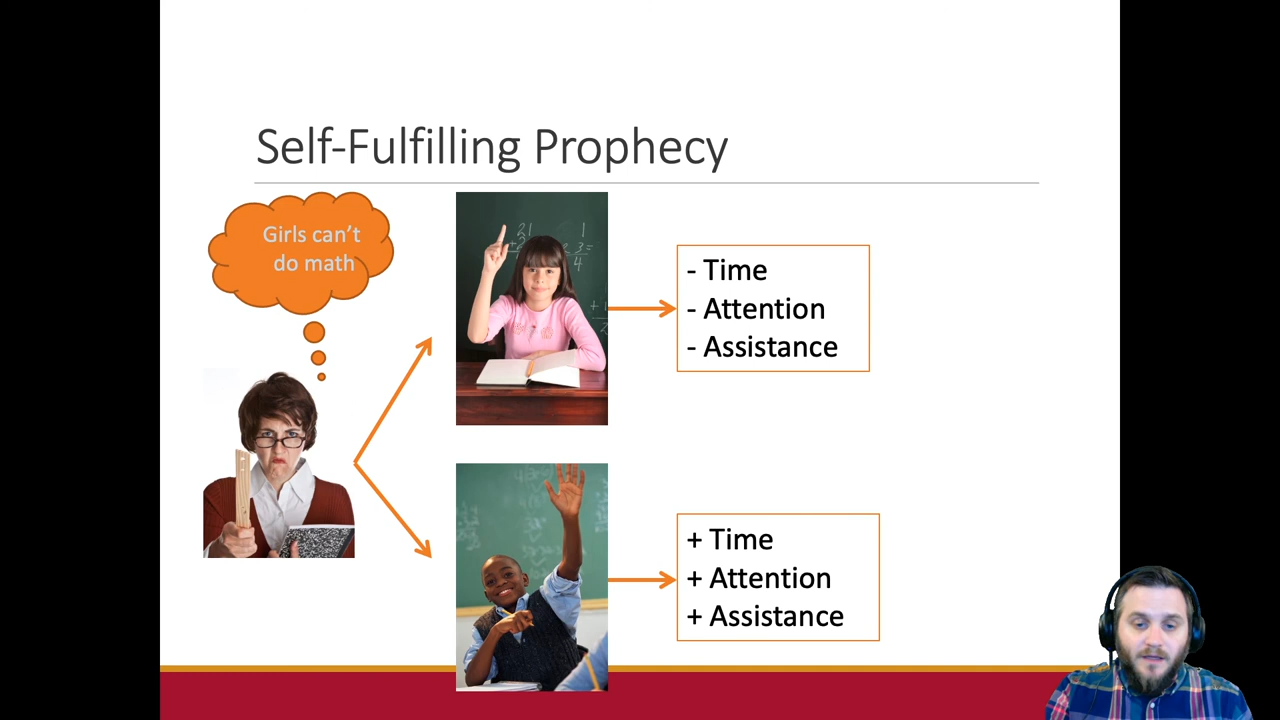 Self-Fulfilling Prophecy
Girls can't
do math
- Time
- Attention
- Assistance
+ Time
+ Attention
+ Assistance